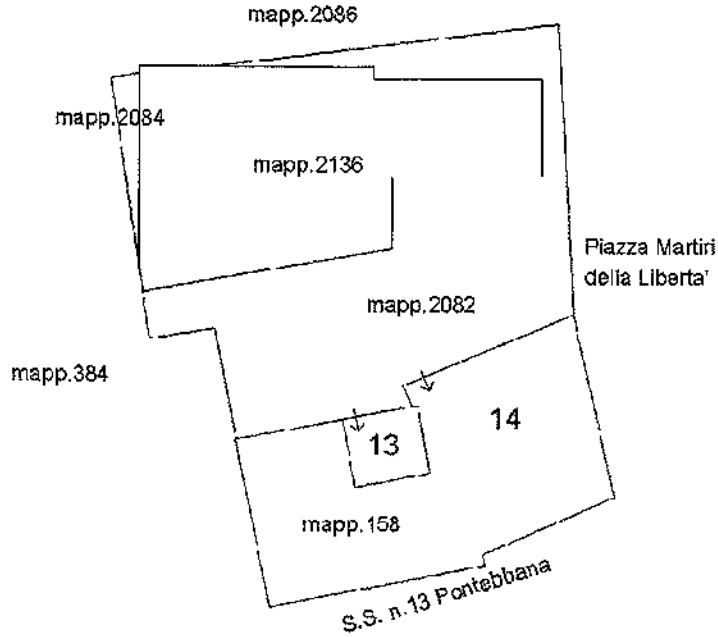 mapp.2086
mapp.2084
mapp.2136
Piazza Martiri
della Liberta'
mapp.2082
mapp.384
14
13
mapp.158
S.S. n.13 Pontebbana